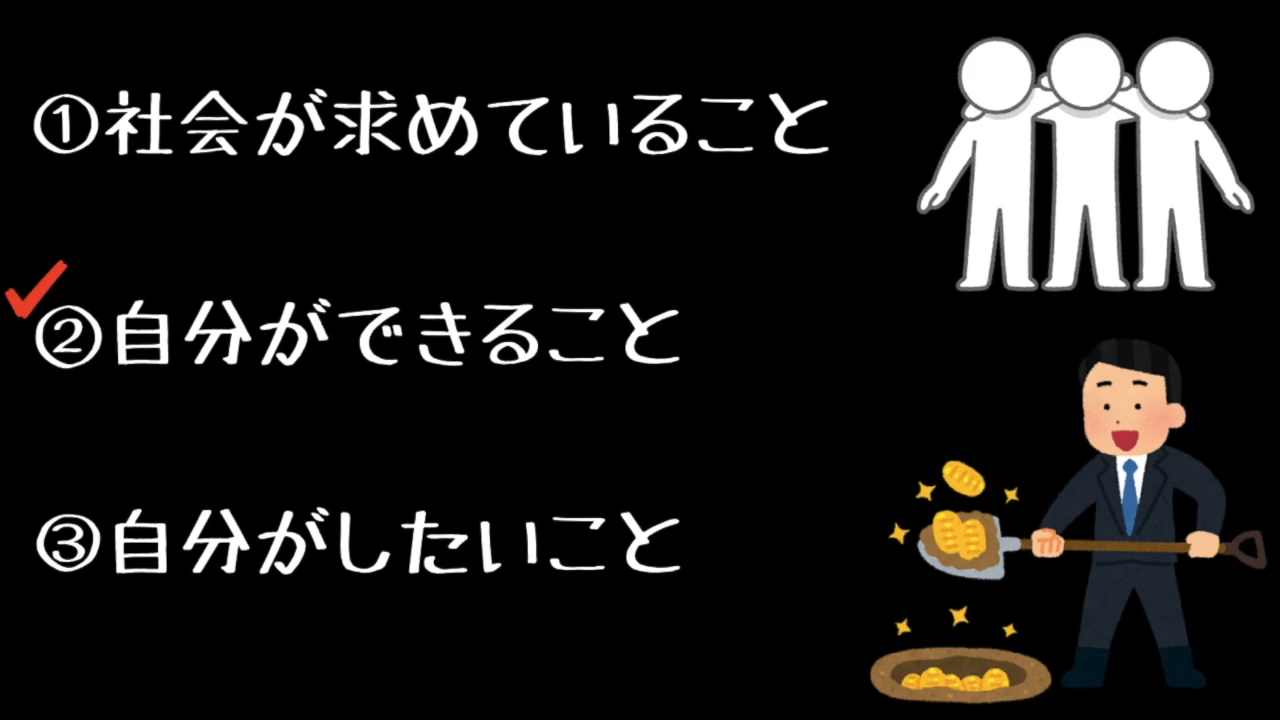 ①社会が求めていること
②自分ができること
③自分がしたいこと